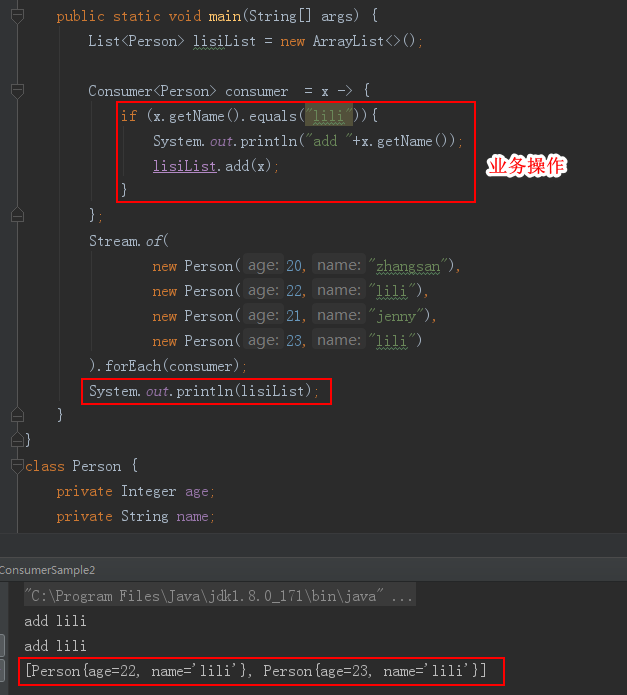 public static void main(String[] args) {
List<Person> lisiList = new ArrayList<>();
Consumer<Person> consumer  = x -> {
if (x.getName().equals("lili")){
System.out.println("add "+x.getName());
lisiList.add(x);
}
业务操作
};
Stream.of(
new Person( age: 20, name: "zhangsan"),
new Person( age: 22, name: "lili"),
new Person( age: 21, name: "jenny"),
new Person( age: 23, name: "lili")
).forEach(consumer);
System.out.println(lisiList);
}
}
class Person {
private Integer age;
private String name;
ConsumerSample2
"C:\Program Files\Java\jdk1.8.0_171\bin\java" ...
add lili
add lili
[Person{age=22, name='lili'}, Person{age=23, name='lili'}]